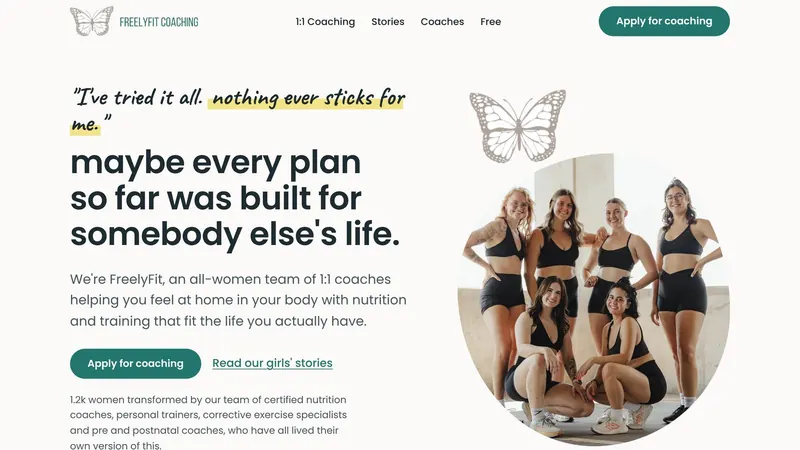 FREELYFIT COACHING
1:1 Coaching
Stories
Coaches
Free
Apply for coaching
"I've tried it all. nothing ever sticks for
me."
maybe every plan
so far was built for
somebody else's life.
We're FreelyFit, an all-women team of 1:1 coaches
helping you feel at home in your body with nutrition
and training that fit the life you actually have.
Apply for coaching
Read our girls' stories
1.2k women transformed by our team of certified nutrition
coaches, personal trainers, corrective exercise specialists
and pre and postnatal coaches, who have all lived their
own version of this.